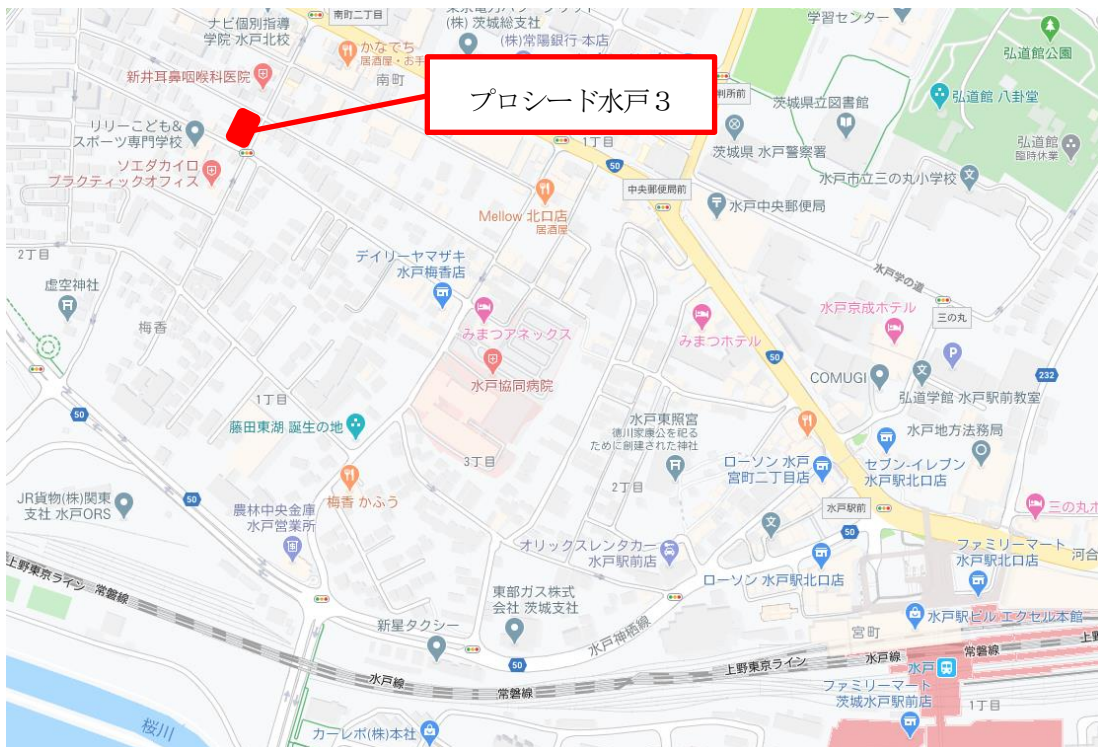 ナビ個別指導
学院 水戸北校
南町二丁目
(株) 茨城総支社
(株)常陽銀行 本店
学習センター
弘道館公園
かなでち
南町
新井耳鼻咽喉科医院
プロシード水戸３
判所前
茨城県立図書館
弘道館 八卦堂
リリーこども&
スポーツ専門学校
1丁目
茨城県 水戸警察署
弘道館
臨時休業
ソエダカイロ
プラクティックオフィス
50
中央郵便局前
水戸市立三の丸小学校
Mellow 北口店
居酒屋
水戸中央郵便局
2丁目
デイリーヤマザキ
水戸梅香店
水戸学の道
虚空神社
梅香
みまつアネックス
みまつホテル
水戸京成ホテル
三の丸
水戸協同病院
50
P
COMUGI
232
弘道学館 水戸駅前教室
1丁目
50
藤田東湖 誕生の地
水戸東照宮
徳川家康公を祀る
ために創建された神社
水戸地方法務局
3丁目
ローソン 水戸
宮町二丁目店
セブン-イレブン
水戸駅北口店
2丁目
JR貨物(株)関東
支社 水戸ORS
50
梅香 かふう
農林中央金庫
水戸営業所
水戸駅前
三の丸ホ
50
オリックスレンタカー
水戸駅前店
ファミリーマート
水戸駅北口店
河合
上野東京ライン 常磐線
ローソン 水戸駅北口店
東部ガス株式
会社 茨城支社
新星タクシー
水戸神栖線
宮町
水戸駅ビル エクセル本館
50
上野東京ライン
水戸線
水戸
常磐線
上野
水戸線
常磐線
ファミリーマート
茨城水戸駅前店
1丁目
桜川
カーレポ(株)本社